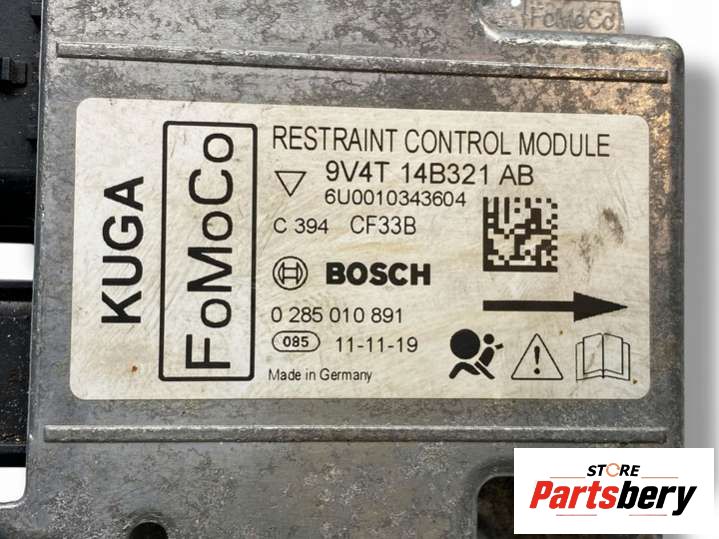 FoMoCo
KUGA
FoMoCo
RESTRAINT CONTROL MODULE
9V4T 14B321 AB
6U0010343604
C 394 CF33B
BOSCH
0 285 010 891
085 11-11-19
Made in Germany
STORE
Partsbery